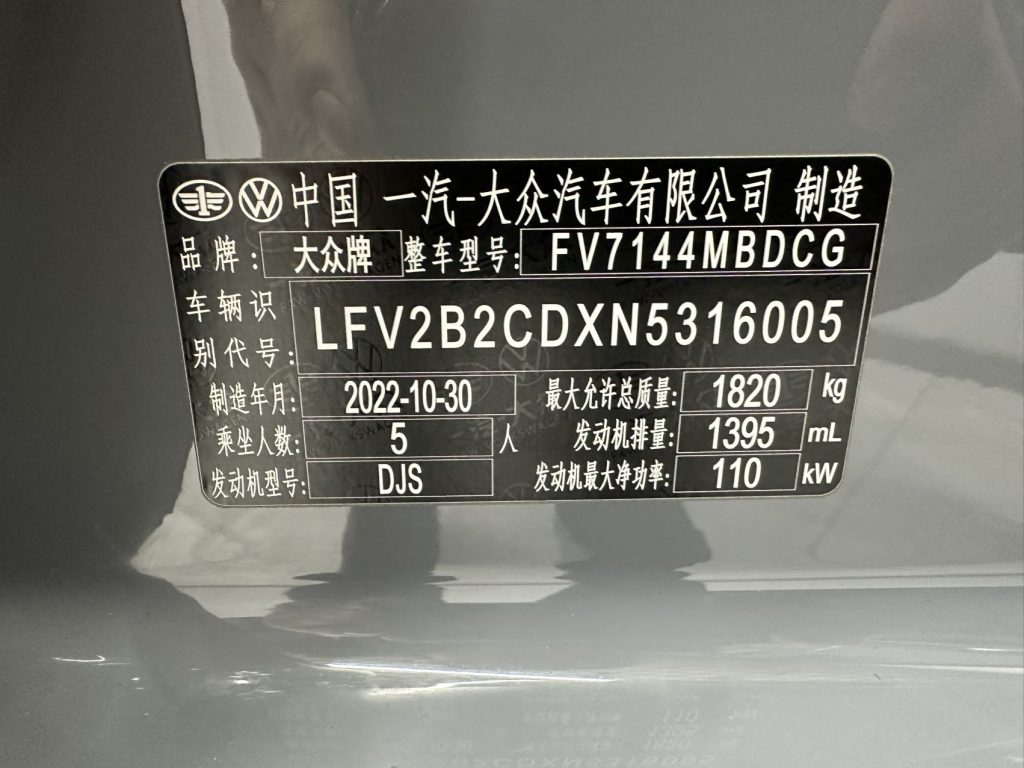 中国 一汽-大众汽车有限公司 制造
品牌: 大众牌 整车型号: FV7144MBDCG
车辆识别代号: LFV2B2CDXN5316005
制造年月: 2022-10-30 最大允许总质量: 1820 kg
乘坐人数: 5 人 发动机排量: 1395 mL
发动机型号: DJS 发动机最大净功率: 110 kW